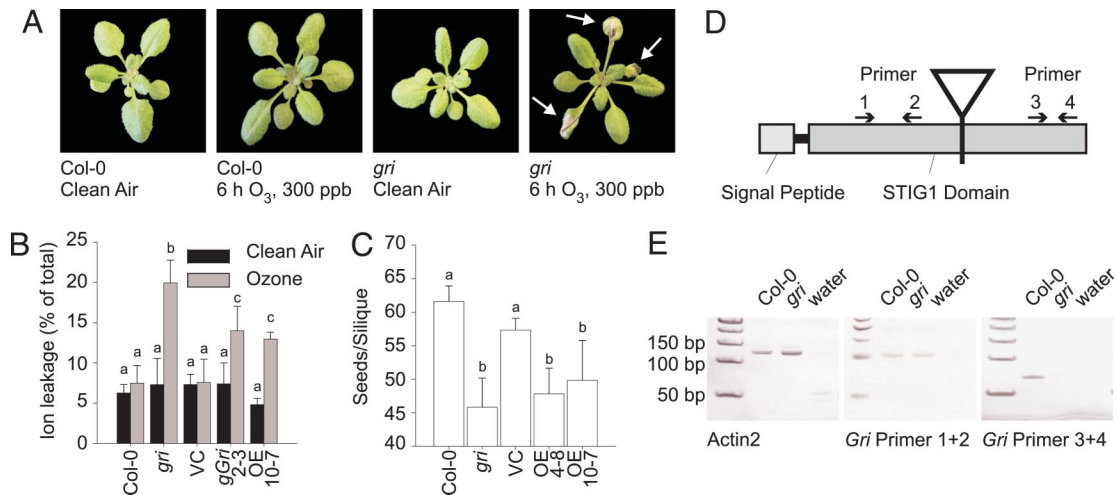 A
Col-0
Clean Air
Col-0
6 h O3, 300 ppb
gri
Clean Air
gri
6 h O3, 300 ppb
B
Ion leakage (% of total)
25
20
15
10
5
0
Clean Air
Ozone
a
a
a
b
a
a
a
c
a
c
Col-0
gri
VC
gGri
2-3
OE
10-7
C
Seeds/Silique
65
60
55
50
45
40
a
b
a
b
b
Col-0
gri
VC
OE
4-8
OE
10-7
D
Primer
1
2
Primer
3
4
Signal Peptide
STIG1 Domain
E
Col-0
gri
water
Col-0
gri
water
Col-0
gri
water
150 bp
100 bp
50 bp
Actin2
Gri Primer 1+2
Gri Primer 3+4